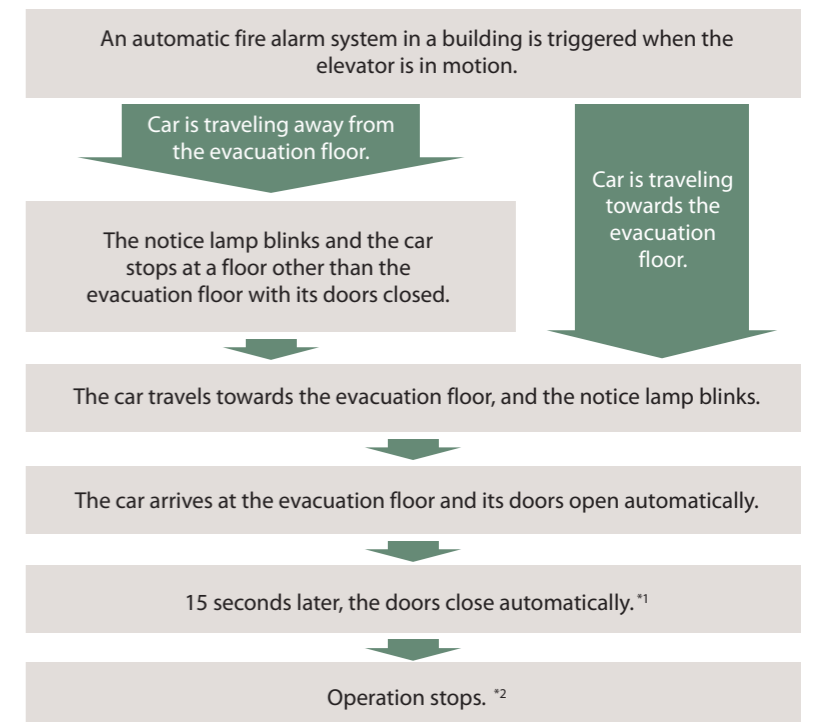 An automatic fire alarm system in a building is triggered when the
elevator is in motion.
Car is traveling away from
the evacuation floor.
Car is traveling
towards the
evacuation
floor.
The notice lamp blinks and the car
stops at a floor other than the
evacuation floor with its doors closed.
The car travels towards the evacuation floor, and the notice lamp blinks.
The car arrives at the evacuation floor and its doors open automatically.
15 seconds later, the doors close automatically.*1
Operation stops. *2